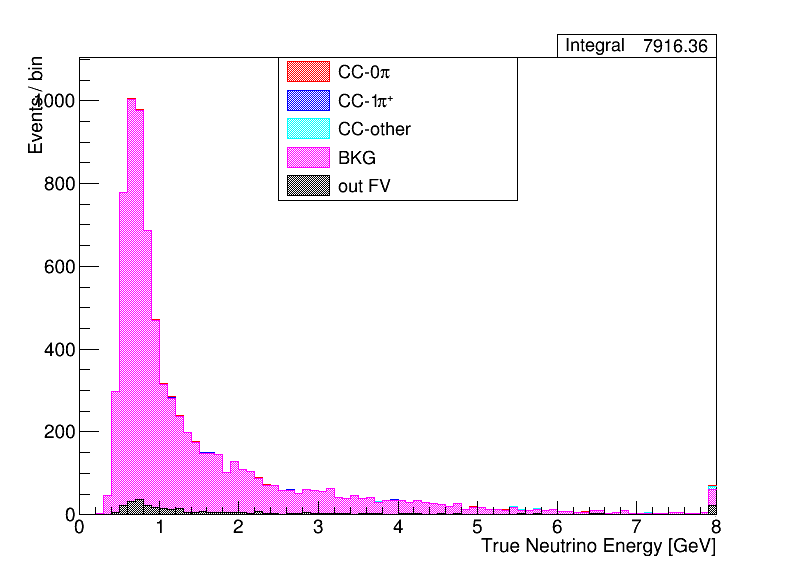 Integral 7916.36
Events / bin
CC-0π
CC-1π⁺
CC-other
BKG
out FV
1000
800
600
400
200
0
0 1 2 3 4 5 6 7 8
True Neutrino Energy [GeV]